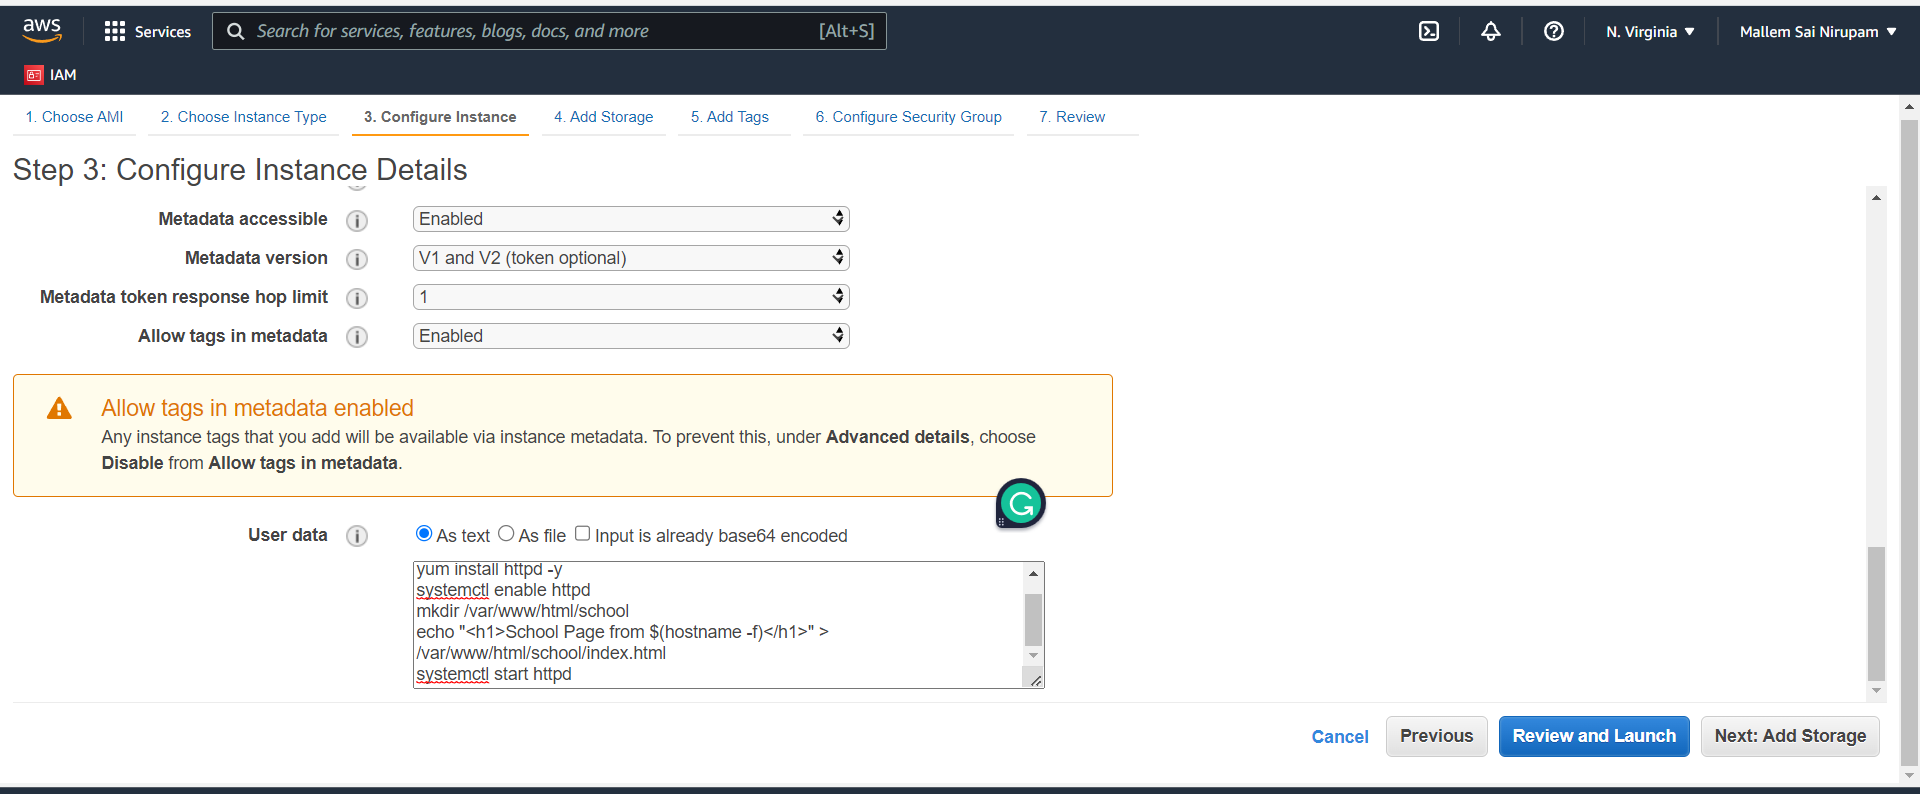 aws
Services
Search for services, features, blogs, docs, and more
[Alt+S]
N. Virginia
Mallem Sai Nirupam
IAM
1. Choose AMI
2. Choose Instance Type
3. Configure Instance
4. Add Storage
5. Add Tags
6. Configure Security Group
7. Review
Step 3: Configure Instance Details
Metadata accessible
Enabled
Metadata version
V1 and V2 (token optional)
Metadata token response hop limit
1
Allow tags in metadata
Enabled
Allow tags in metadata enabled
Any instance tags that you add will be available via instance metadata. To prevent this, under Advanced details, choose
Disable from Allow tags in metadata.
User data
As text
As file
Input is already base64 encoded
yum install httpd -y
systemctl enable httpd
mkdir /var/www/html/school
echo "<h1>School Page from $(hostname -f)</h1>" >
/var/www/html/school/index.html
systemctl start httpd
Cancel
Previous
Review and Launch
Next: Add Storage